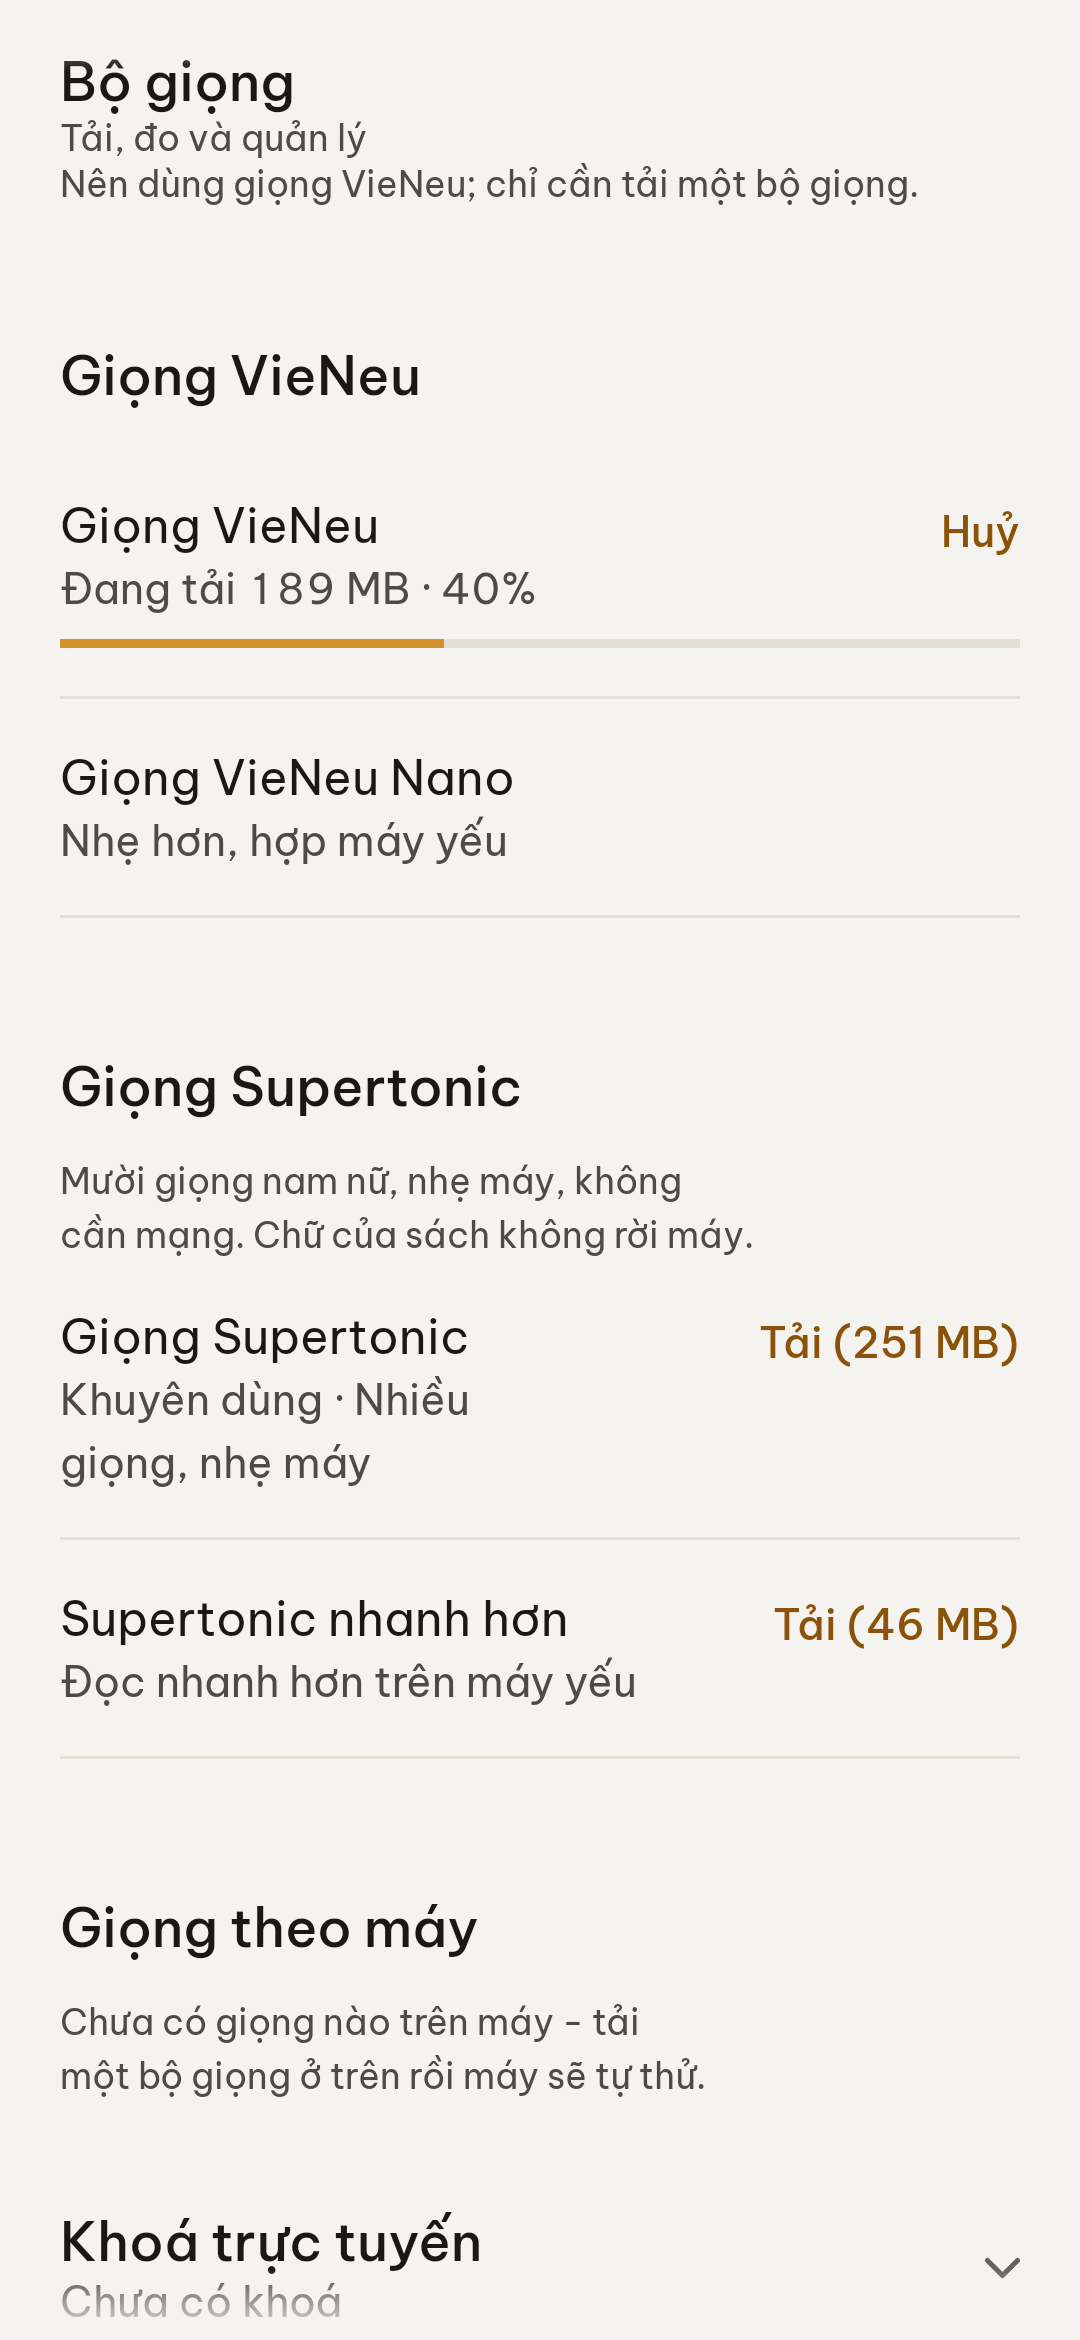 Bộ giọng
Tải, đo và quản lý
Nên dùng giọng VieNeu; chỉ cần tải một bộ giọng.
Giọng VieNeu
Giọng VieNeu
Huỷ
Đang tải 189 MB · 40%
Giọng VieNeu Nano
Nhẹ hơn, hợp máy yếu
Giọng Supertonic
Mười giọng nam nữ, nhẹ máy, không
cần mạng. Chữ của sách không rời máy.
Giọng Supertonic
Tải (251 MB)
Khuyên dùng · Nhiều
giọng, nhẹ máy
Supertonic nhanh hơn
Tải (46 MB)
Đọc nhanh hơn trên máy yếu
Giọng theo máy
Chưa có giọng nào trên máy – tải
một bộ giọng ở trên rồi máy sẽ tự thử.
Khoá trực tuyến
Chưa có khoá